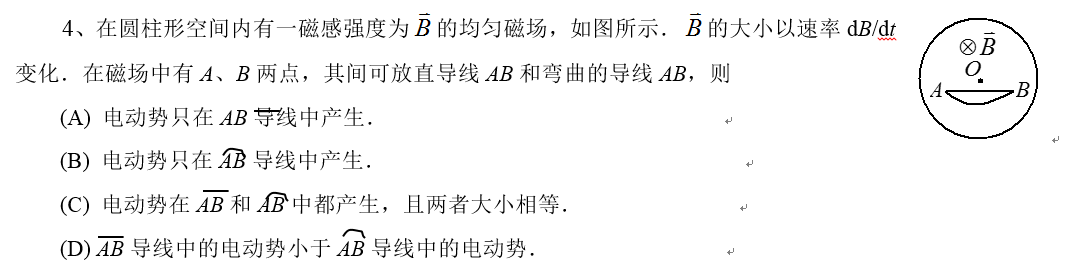 4、在圆柱形空间内有一磁感强度为 B⃗ 的均匀磁场，如图所示． B⃗ 的大小以速率 dB/dt
变化．在磁场中有 A、B 两点，其间可放直导线 AB 和弯曲的导线 AB，则
(A) 电动势只在 AB 导线中产生．
(B) 电动势只在 AB 导线中产生．
(C) 电动势在 AB 和 AB 中都产生，且两者大小相等．
(D) AB 导线中的电动势小于 AB 导线中的电动势．
⊗ B⃗
O
A B